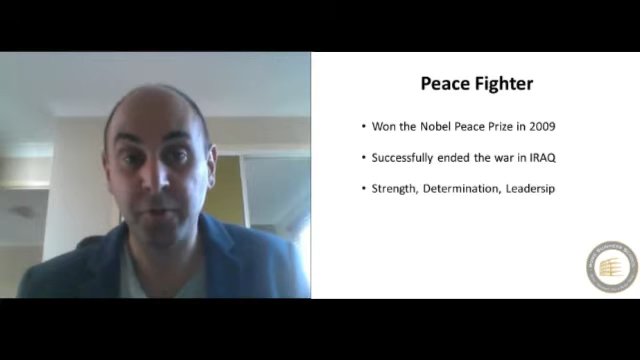 Peace Fighter
• Won the Nobel Peace Prize in 2009
• Successfully ended the war in IRAQ
• Strength, Determination, Leadersip